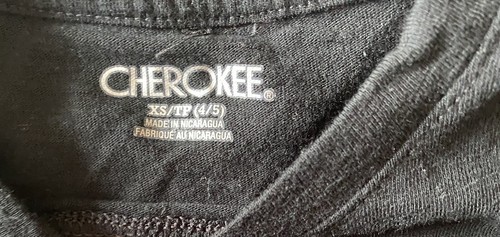 CHEROKEE®
XS/TP (4/5)
MADE IN NICARAGUA
FABRIQUÉ AU NICARAGUA